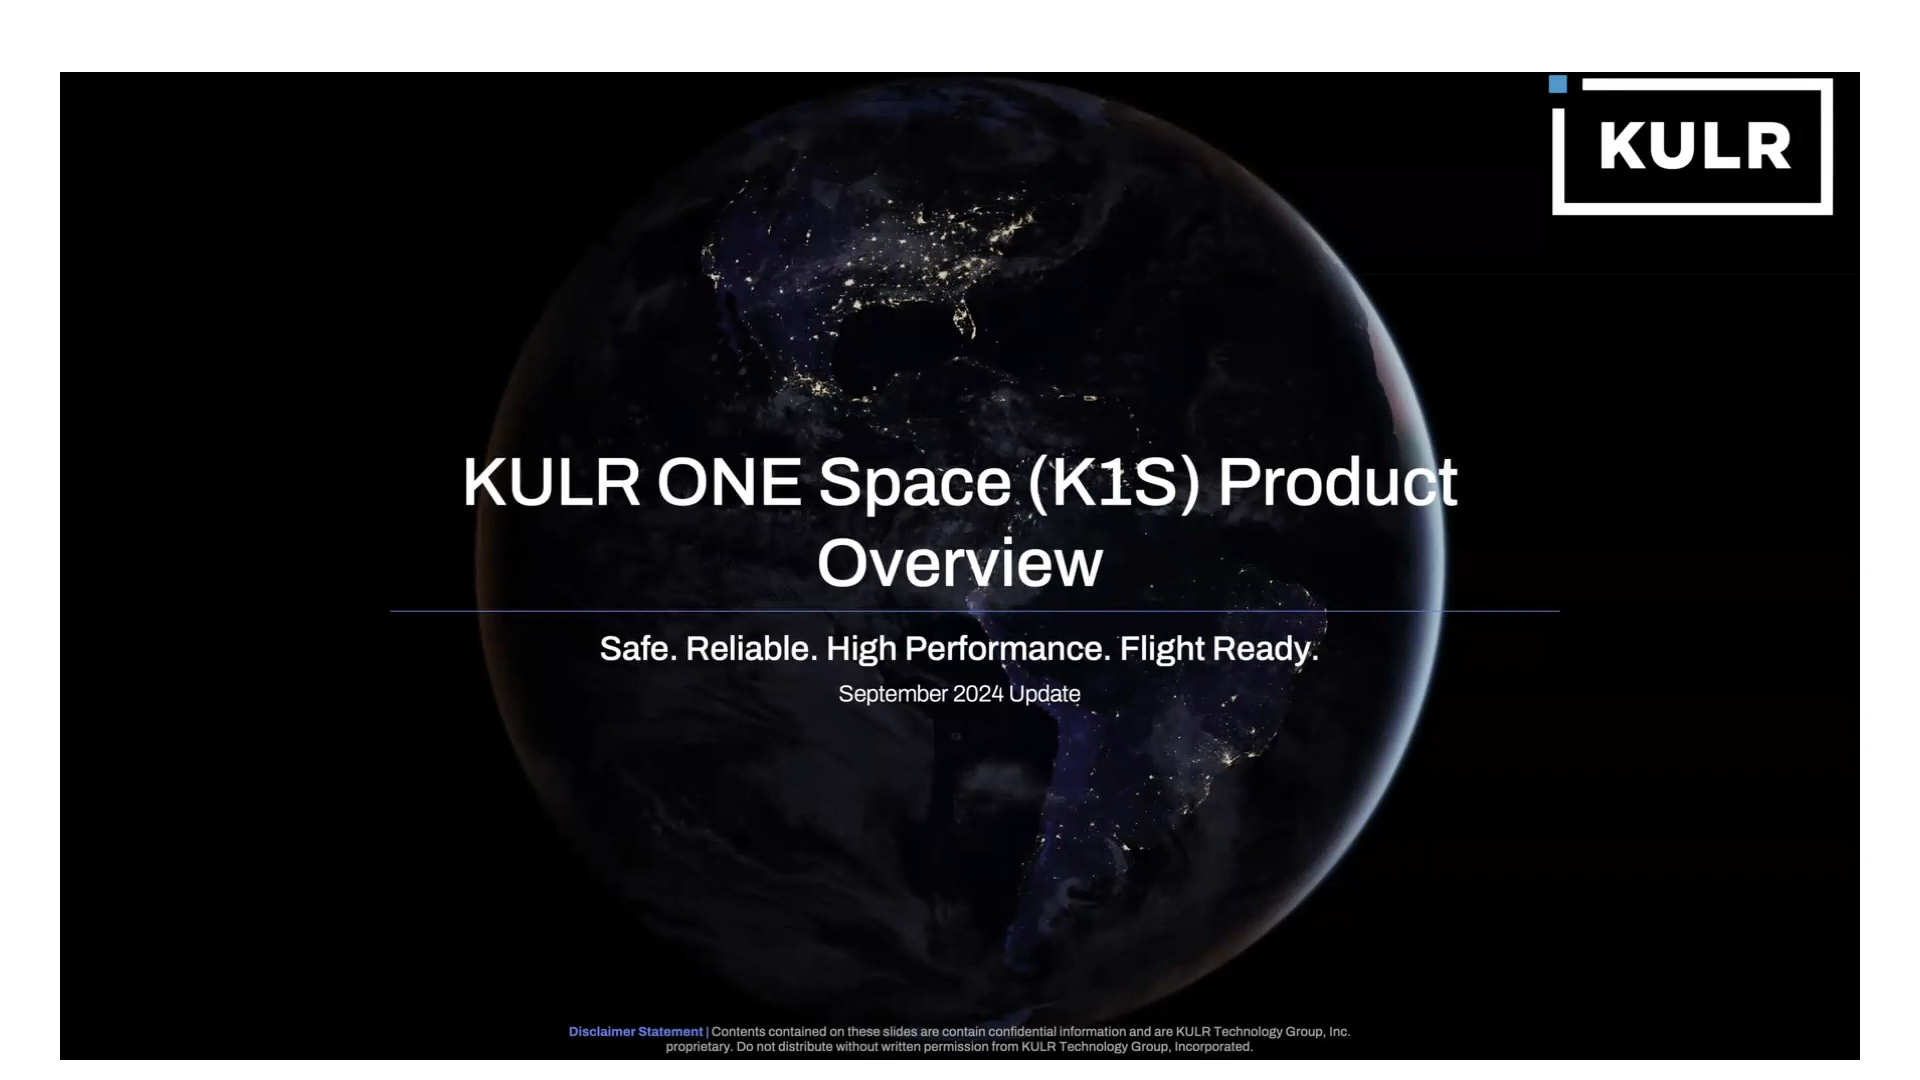 KULR
KULR ONE Space (K1S) Product
Overview
Safe. Reliable. High Performance. Flight Ready.
September 2024 Update
Disclaimer Statement | Contents contained on these slides are contain confidential information and are KULR Technology Group, Inc.
proprietary. Do not distribute without written permission from KULR Technology Group, Incorporated.